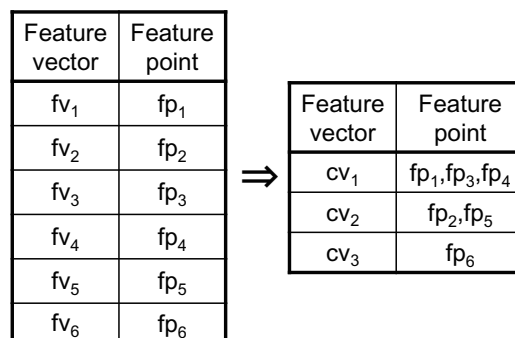 Feature vector	Feature point
fv₁	fp₁
fv₂	fp₂
fv₃	fp₃
fv₄	fp₄
fv₅	fp₅
fv₆	fp₆
⇒
Feature vector	Feature point
cv₁	fp₁,fp₃,fp₄
cv₂	fp₂,fp₅
cv₃	fp₆